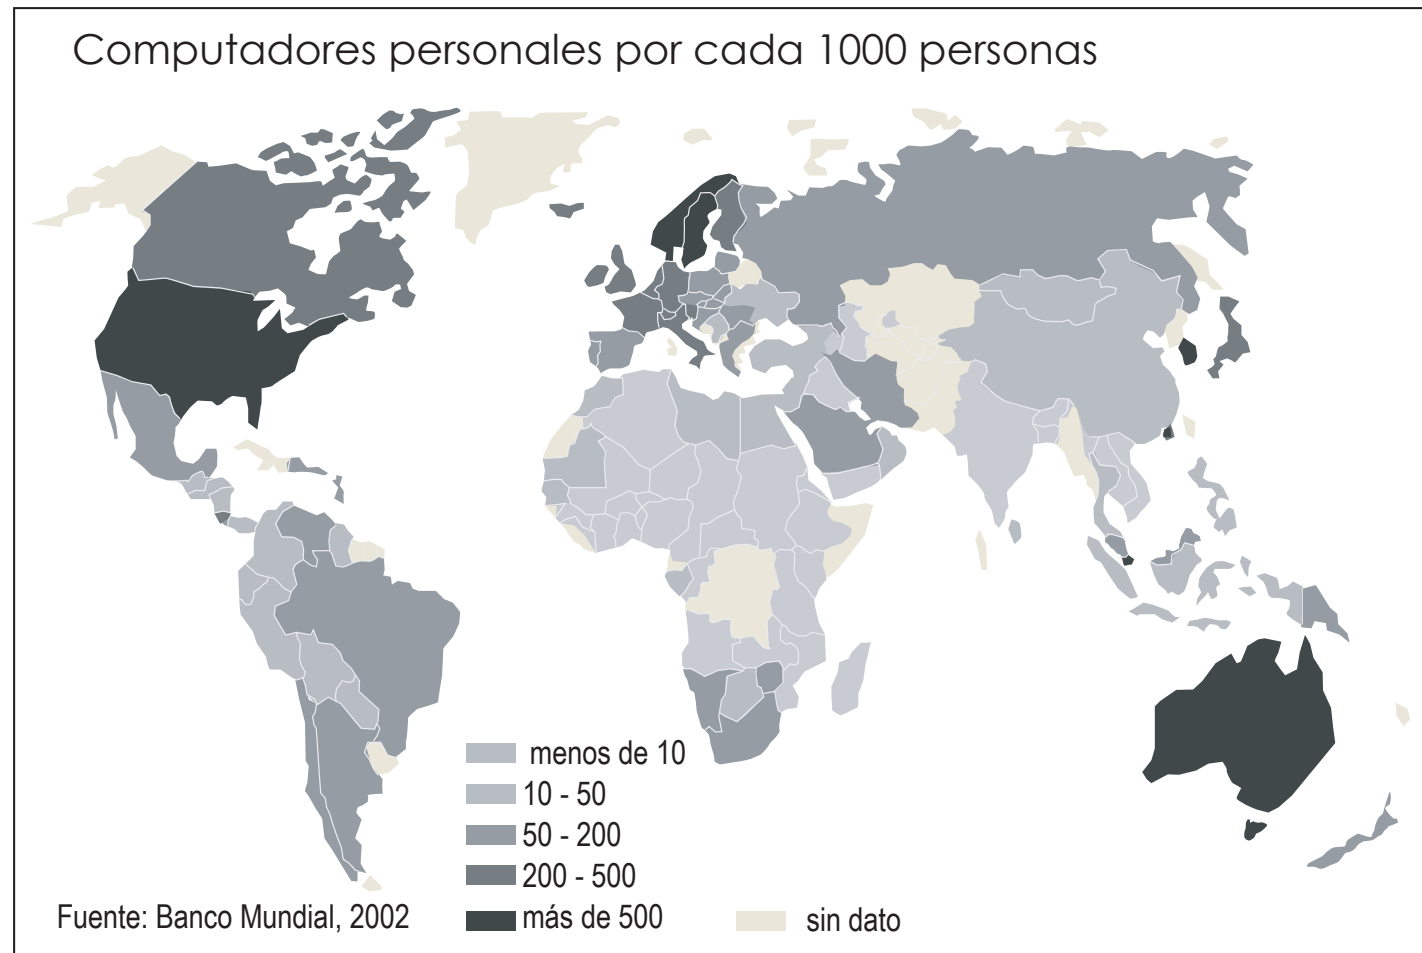 Computadores personales por cada 1000 personas
menos de 10
10 - 50
50 - 200
200 - 500
más de 500
sin dato
Fuente: Banco Mundial, 2002